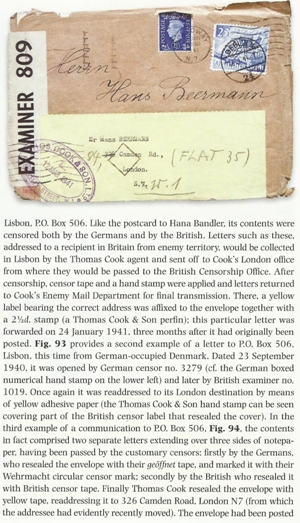 EXAMINER 809
Herrn
Hans Beermann
Mr Hans BEERMANN
Camden Rd., (FLAT 35)
London.
Lisbon, P.O. Box 506. Like the postcard to Hana Bandler, its contents were
censored both by the Germans and by the British. Letters such as these,
addressed to a recipient in Britain from enemy territory, would be collected
in Lisbon by the Thomas Cook agent and sent off to Cook's London office
from where they would be passed to the British Censorship Office. After
censorship, censor tape and a hand stamp were applied and letters returned
to Cook's Enemy Mail Department for final transmission. There, a yellow
label bearing the correct address was affixed to the envelope together with
a 2½d. stamp (a Thomas Cook & Son perfin); this particular letter was
forwarded on 24 January 1941, three months after it had originally been
posted. Fig. 93 provides a second example of a letter to P.O. Box 506,
Lisbon, this time from German-occupied Denmark. Dated 23 September
1940, it was opened by German censor no. 3279 (cf. the German boxed
numerical hand stamp on the lower left) and later by British examiner no.
1019. Once again it was readdressed to its London destination by means
of yellow adhesive paper (the Thomas Cook & Son hand stamp can be seen
covering part of the British censor label that resealed the cover). In the
third example of a communication to P.O. Box 506, Fig. 94, the contents
in fact comprised two separate letters extending over three sides of notepa-
per, having been passed by the customary censors: firstly by the Germans,
who resealed the envelope with their geöffnet tape, and marked it with their
Wehrmacht circular censor mark; secondly by the British who resealed it
with British censor tape. Finally Thomas Cook resealed the envelope with
yellow tape, readdressing it to 326 Camden Road, London N7 (from which
the addressee had evidently recently moved). The envelope had been posted